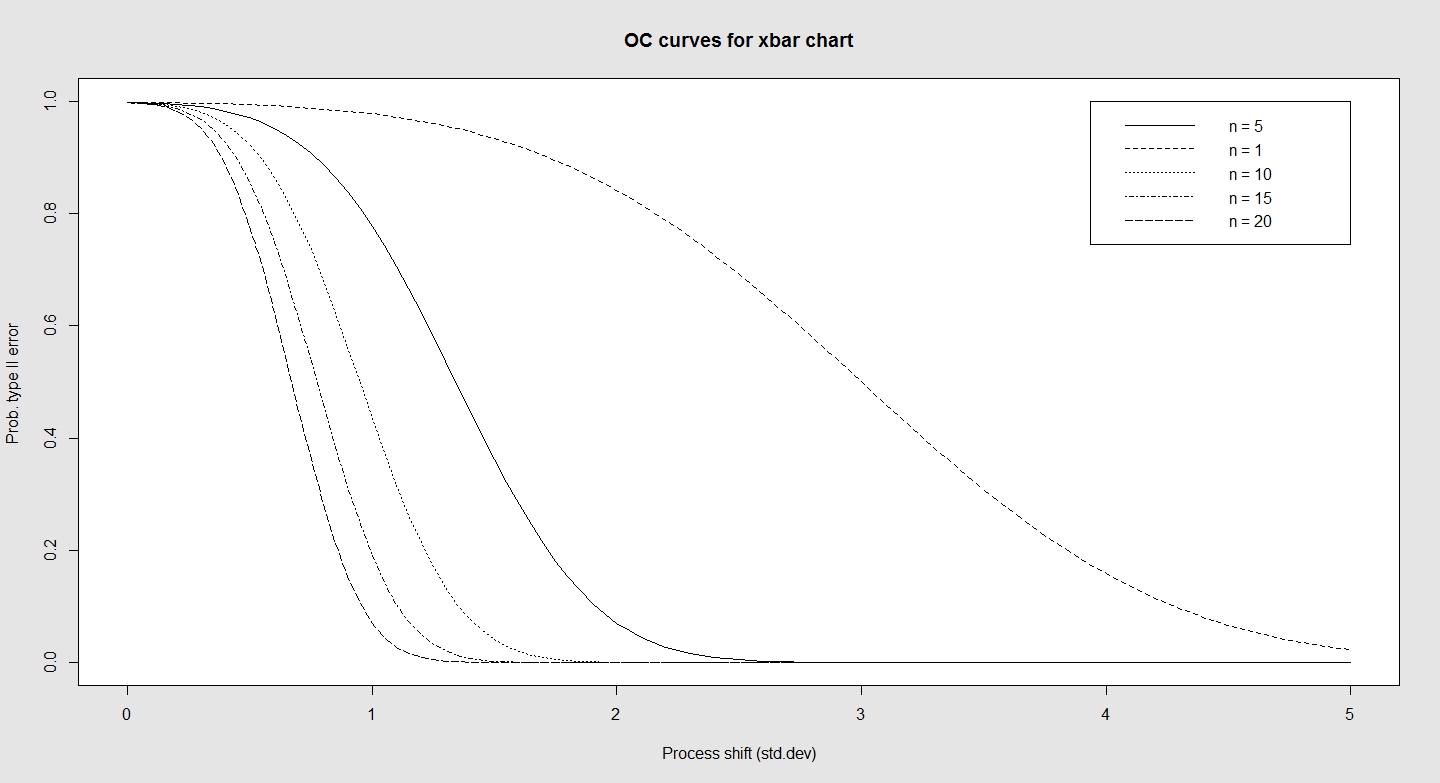 OC curves for xbar chart
n = 5
n = 1
n = 10
n = 15
n = 20
Prob. type II error
1.0
0.8
0.6
0.4
0.2
0.0
0 1 2 3 4 5
Process shift (std.dev)